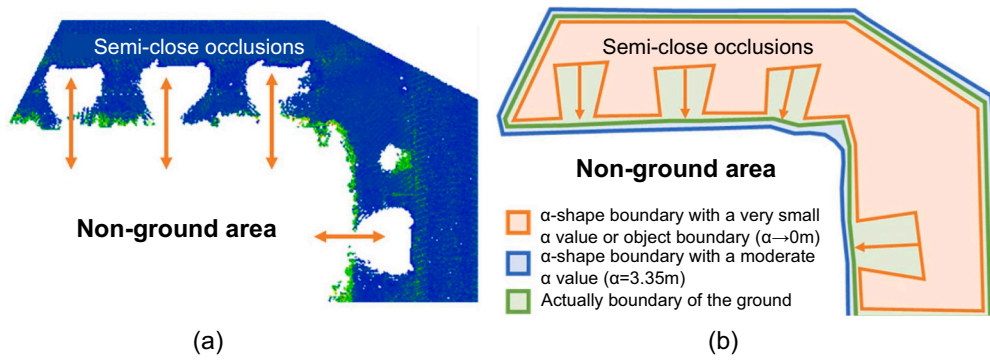 Semi-close occlusions
Non-ground area
(a)
Semi-close occlusions
Non-ground area
α-shape boundary with a very small
α value or object boundary (α→0m)
α-shape boundary with a moderate
α value (α=3.35m)
Actually boundary of the ground
(b)